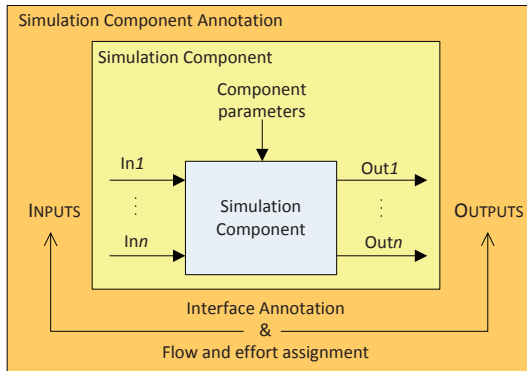 Simulation Component Annotation
Simulation Component
Component
parameters
In1
Out1
INPUTS
Simulation
Component
OUTPUTS
Inn
Outn
Interface Annotation
&
Flow and effort assignment